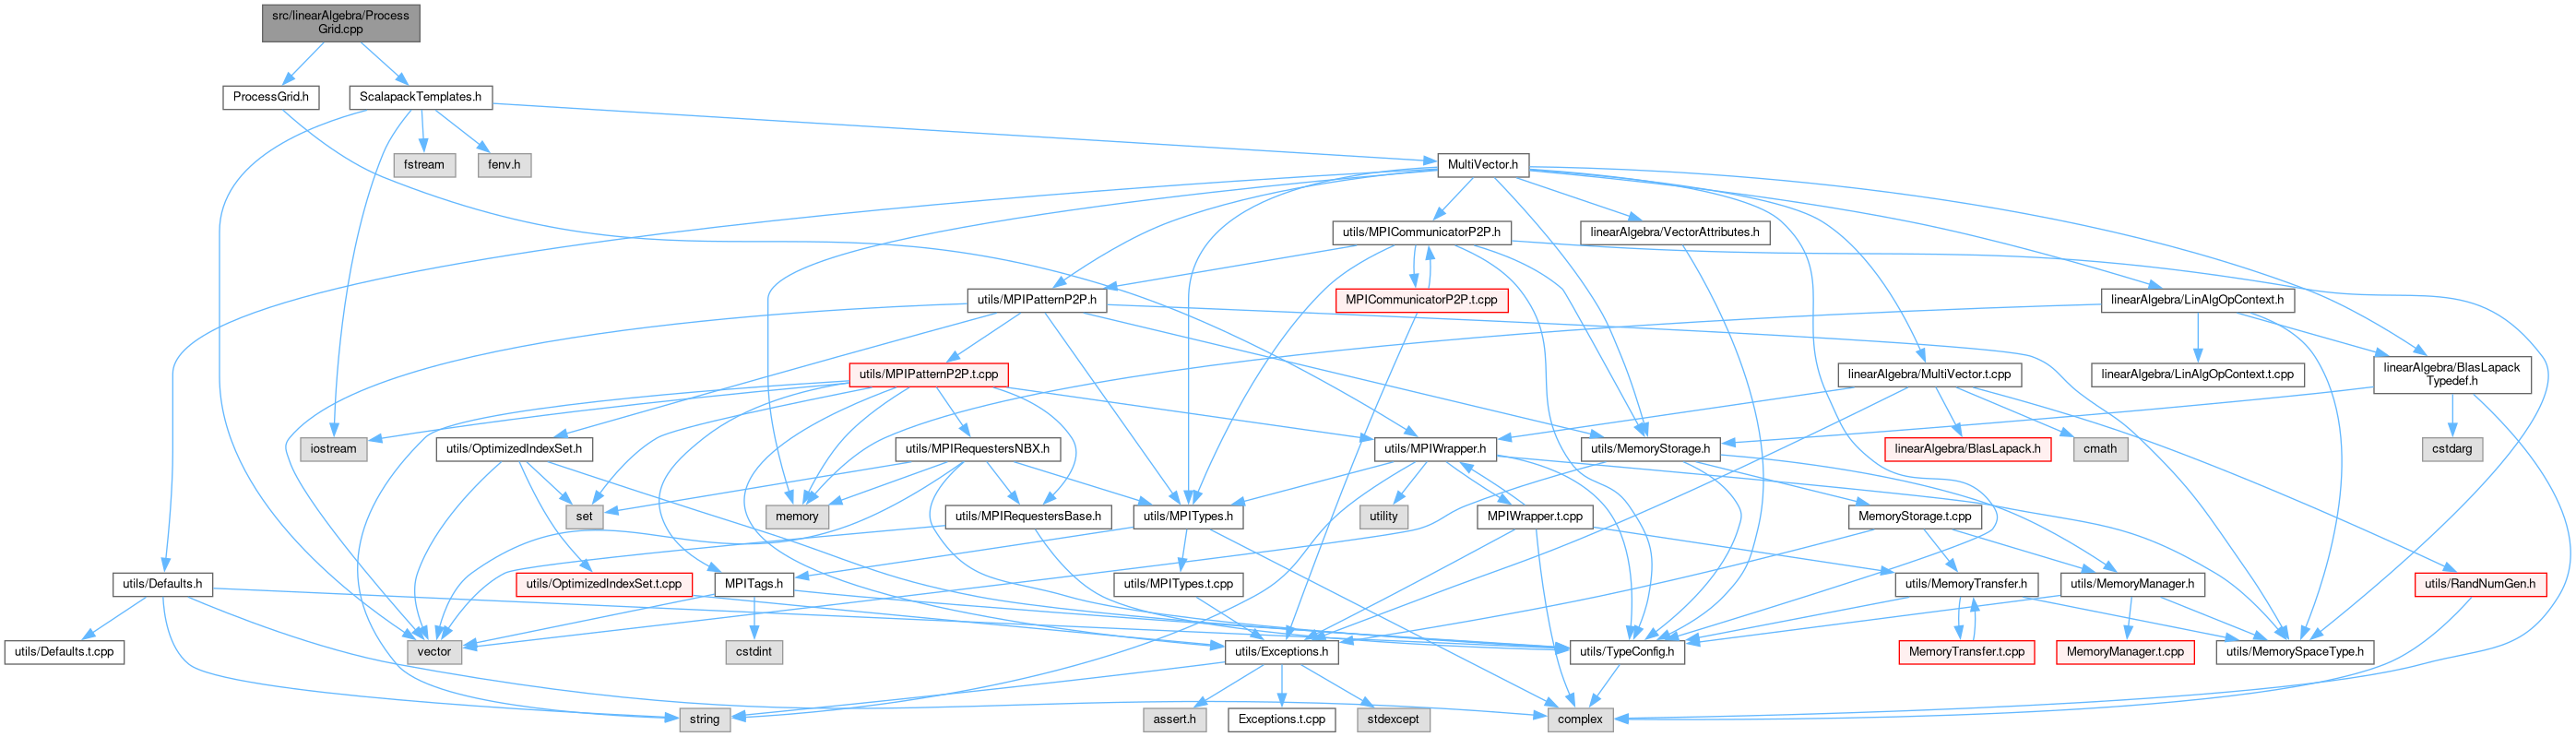 src/linearAlgebra/Process
Grid.cpp
ProcessGrid.h
ScalapackTemplates.h
fstream
fenv.h
MultiVector.h
utils/MPICommunicatorP2P.h
linearAlgebra/VectorAttributes.h
utils/MPIPatternP2P.h
MPICommunicatorP2P.t.cpp
linearAlgebra/LinAlgOpContext.h
utils/MPIPatternP2P.t.cpp
linearAlgebra/MultiVector.t.cpp
linearAlgebra/LinAlgOpContext.t.cpp
linearAlgebra/BlasLapack
Typedef.h
iostream
utils/OptimizedIndexSet.h
utils/MPIRequestersNBX.h
utils/MPIWrapper.h
utils/MemoryStorage.h
linearAlgebra/BlasLapack.h
cmath
cstdarg
set
memory
utils/MPIRequestersBase.h
utils/MPITypes.h
utility
MPIWrapper.t.cpp
MemoryStorage.t.cpp
utils/Defaults.h
utils/OptimizedIndexSet.t.cpp
MPITags.h
utils/MPITypes.t.cpp
utils/MemoryTransfer.h
utils/MemoryManager.h
utils/RandNumGen.h
utils/Defaults.t.cpp
vector
cstdint
utils/Exceptions.h
utils/TypeConfig.h
MemoryTransfer.t.cpp
MemoryManager.t.cpp
utils/MemorySpaceType.h
string
assert.h
Exceptions.t.cpp
stdexcept
complex